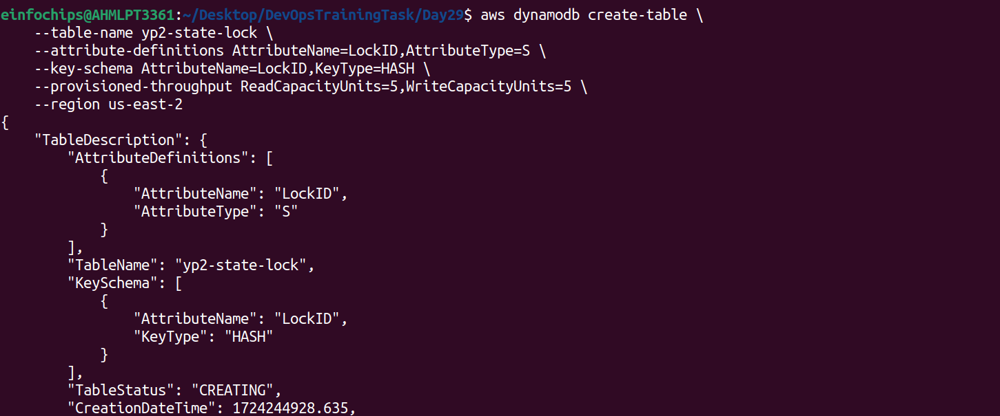 einfochips@AHMLPT3361:~/Desktop/DevOpsTrainingTask/Day29$ aws dynamodb create-table \
    --table-name yp2-state-lock \
    --attribute-definitions AttributeName=LockID,AttributeType=S \
    --key-schema AttributeName=LockID,KeyType=HASH \
    --provisioned-throughput ReadCapacityUnits=5,WriteCapacityUnits=5 \
    --region us-east-2
{
    "TableDescription": {
        "AttributeDefinitions": [
            {
                "AttributeName": "LockID",
                "AttributeType": "S"
            }
        ],
        "TableName": "yp2-state-lock",
        "KeySchema": [
            {
                "AttributeName": "LockID",
                "KeyType": "HASH"
            }
        ],
        "TableStatus": "CREATING",
        "CreationDateTime": 1724244928.635,